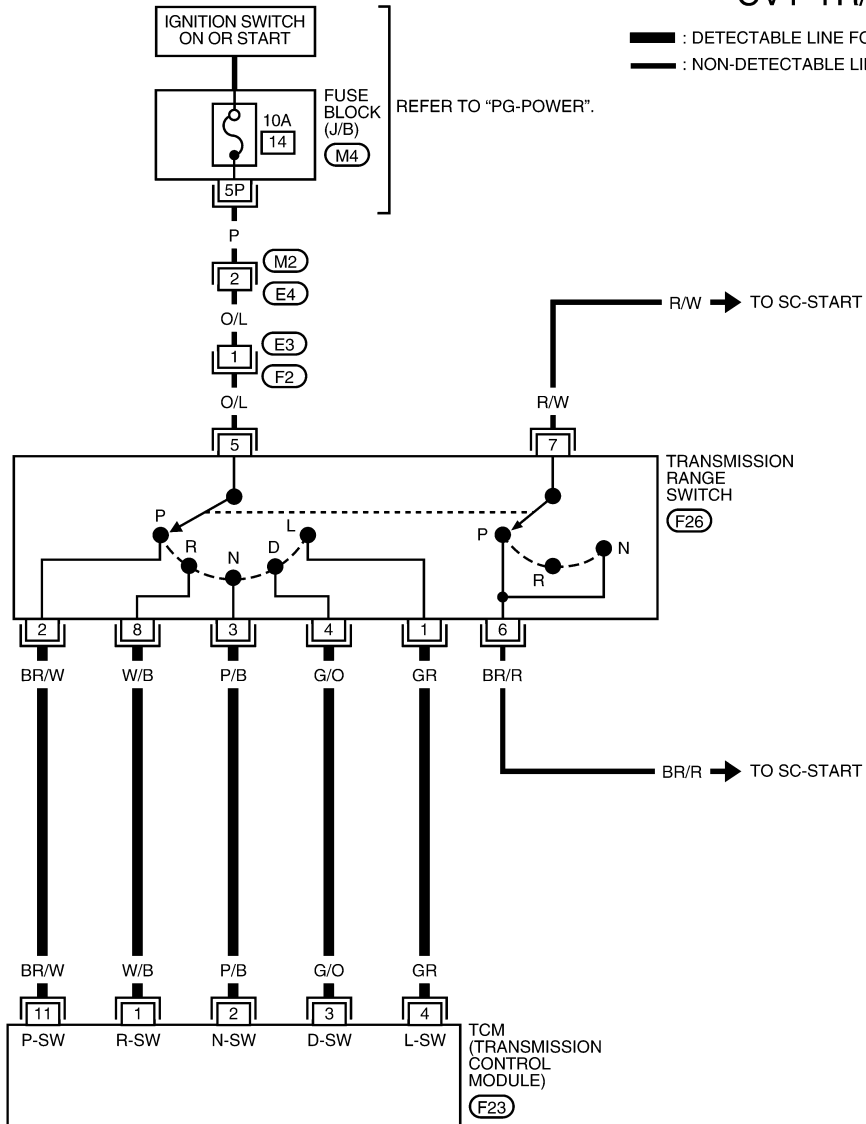 CVT-TR/
IGNITION SWITCH
ON OR START
: DETECTABLE LINE FO
: NON-DETECTABLE LI
FUSE
BLOCK
(J/B)
M4
REFER TO “PG-POWER”.
10A
14
5P
P
2
M2
E4
O/L
1
E3
F2
O/L
R/W
TO SC-START
R/W
5
7
TRANSMISSION
RANGE
SWITCH
F26
P
R
N
D
L
P
R
N
2
8
3
4
1
6
BR/W
W/B
P/B
G/O
GR
BR/R
BR/R
TO SC-START
BR/W
W/B
P/B
G/O
GR
11
1
2
3
4
P-SW
R-SW
N-SW
D-SW
L-SW
TCM
(TRANSMISSION
CONTROL
MODULE)
F23